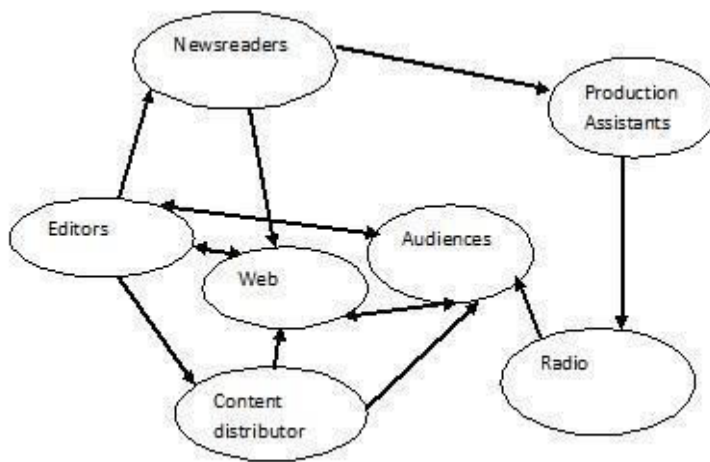 Newsreaders
Production
Assistants
Editors
Audiences
Web
Radio
Content
distributor